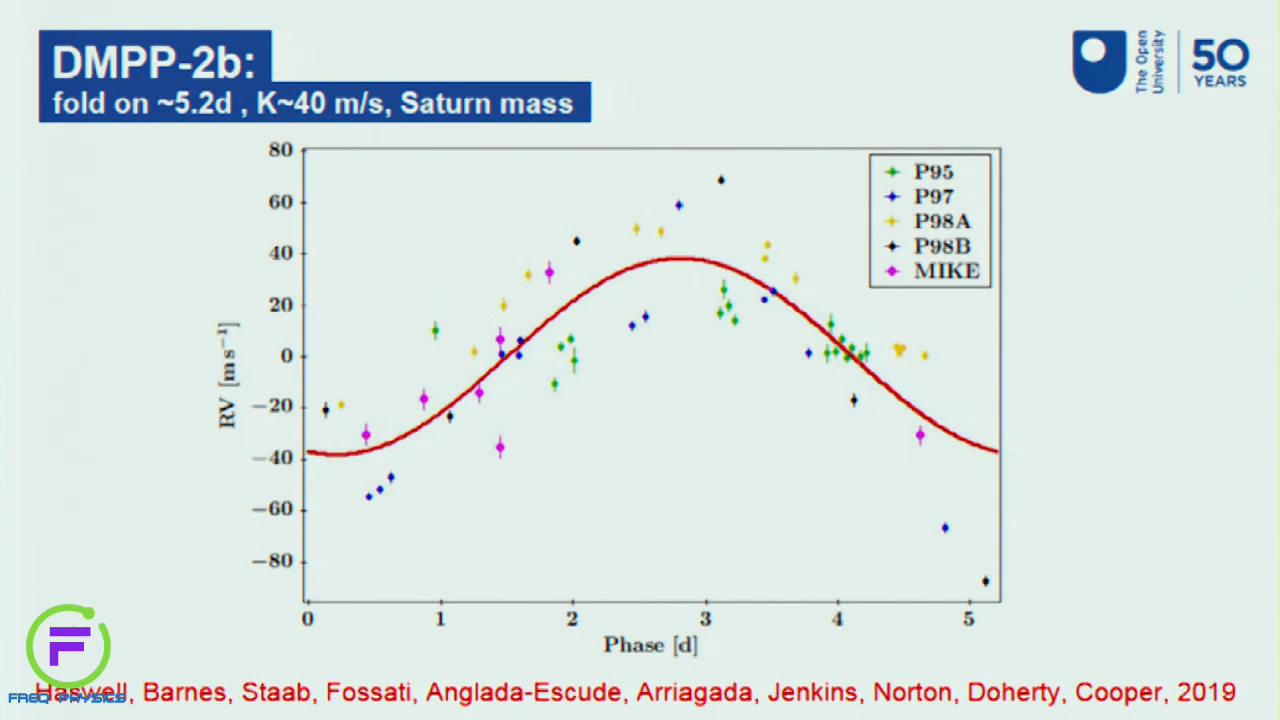 DMPP-2b:
fold on ~5.2d , K~40 m/s, Saturn mass
The Open
University
50
YEARS
80
60
40
20
0
−20
−40
−60
−80
RV [m s⁻¹]
P95
P97
P98A
P98B
MIKE
0 1 2 3 4 5
Phase [d]
F
FREQ PHYSICS
Haswell, Barnes, Staab, Fossati, Anglada-Escude, Arriagada, Jenkins, Norton, Doherty, Cooper, 2019